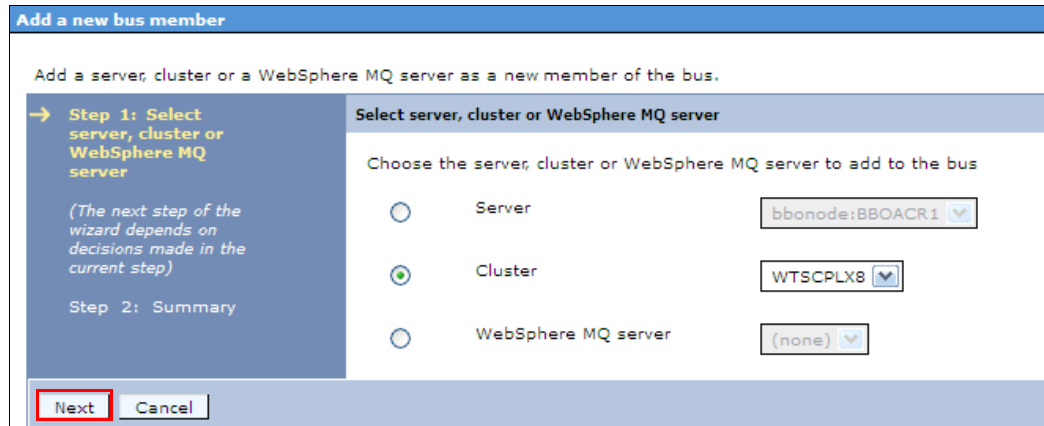 Add a new bus member
Add a server, cluster or a WebSphere MQ server as a new member of the bus.
Step 1: Select
server, cluster or
WebSphere MQ
server
(The next step of the
wizard depends on
decisions made in the
current step)
Step 2: Summary
Select server, cluster or WebSphere MQ server
Choose the server, cluster or WebSphere MQ server to add to the bus
Server bbonode:BBOACR1
Cluster WTSCPLX8
WebSphere MQ server (none)
Next Cancel